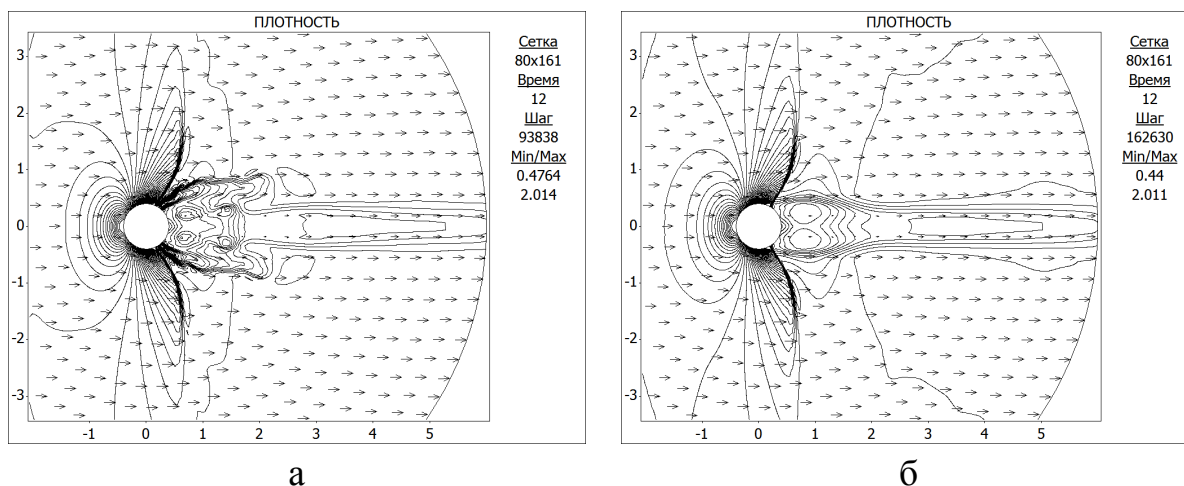 ПЛОТНОСТЬ
3
2
1
0
-1
-2
-3
-1 0 1 2 3 4 5
Сетка
80x161
Время
12
Шаг
93838
Min/Max
0.4764
2.014
а
ПЛОТНОСТЬ
3
2
1
0
-1
-2
-3
-1 0 1 2 3 4 5
Сетка
80x161
Время
12
Шаг
162630
Min/Max
0.44
2.011
б